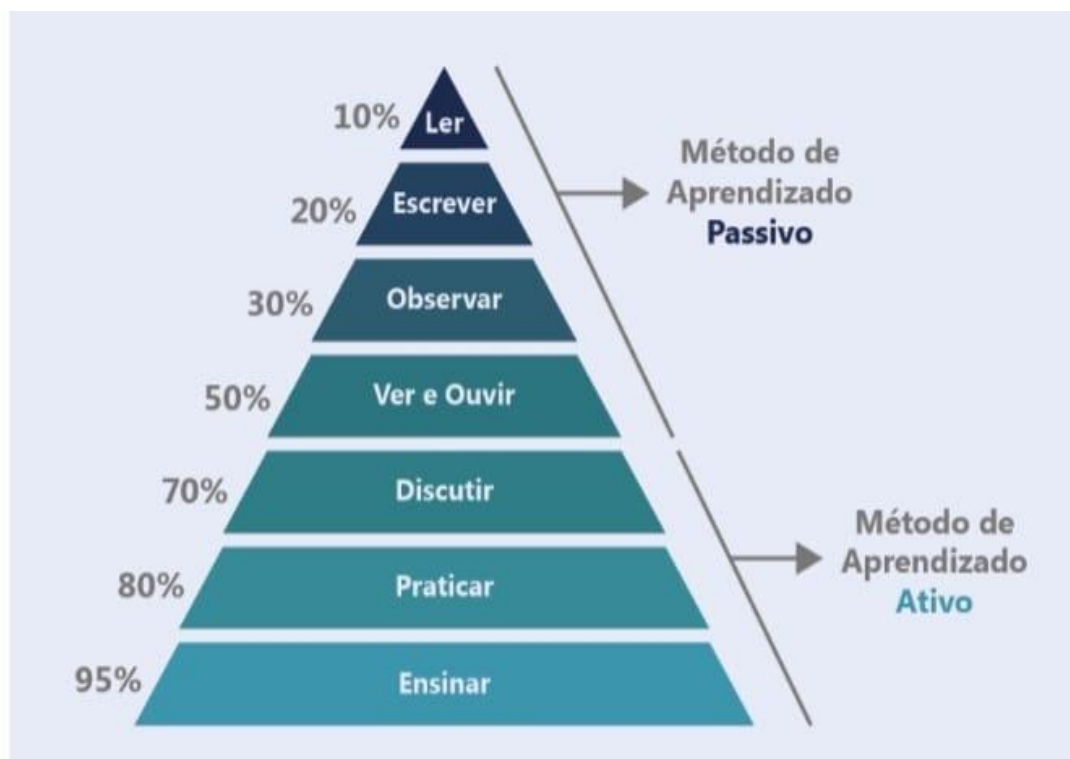 10%
Ler
20%
Escrever
30%
Observar
50%
Ver e Ouvir
70%
Discutir
80%
Praticar
95%
Ensinar
Método de
Aprendizado
Passivo
Método de
Aprendizado
Ativo